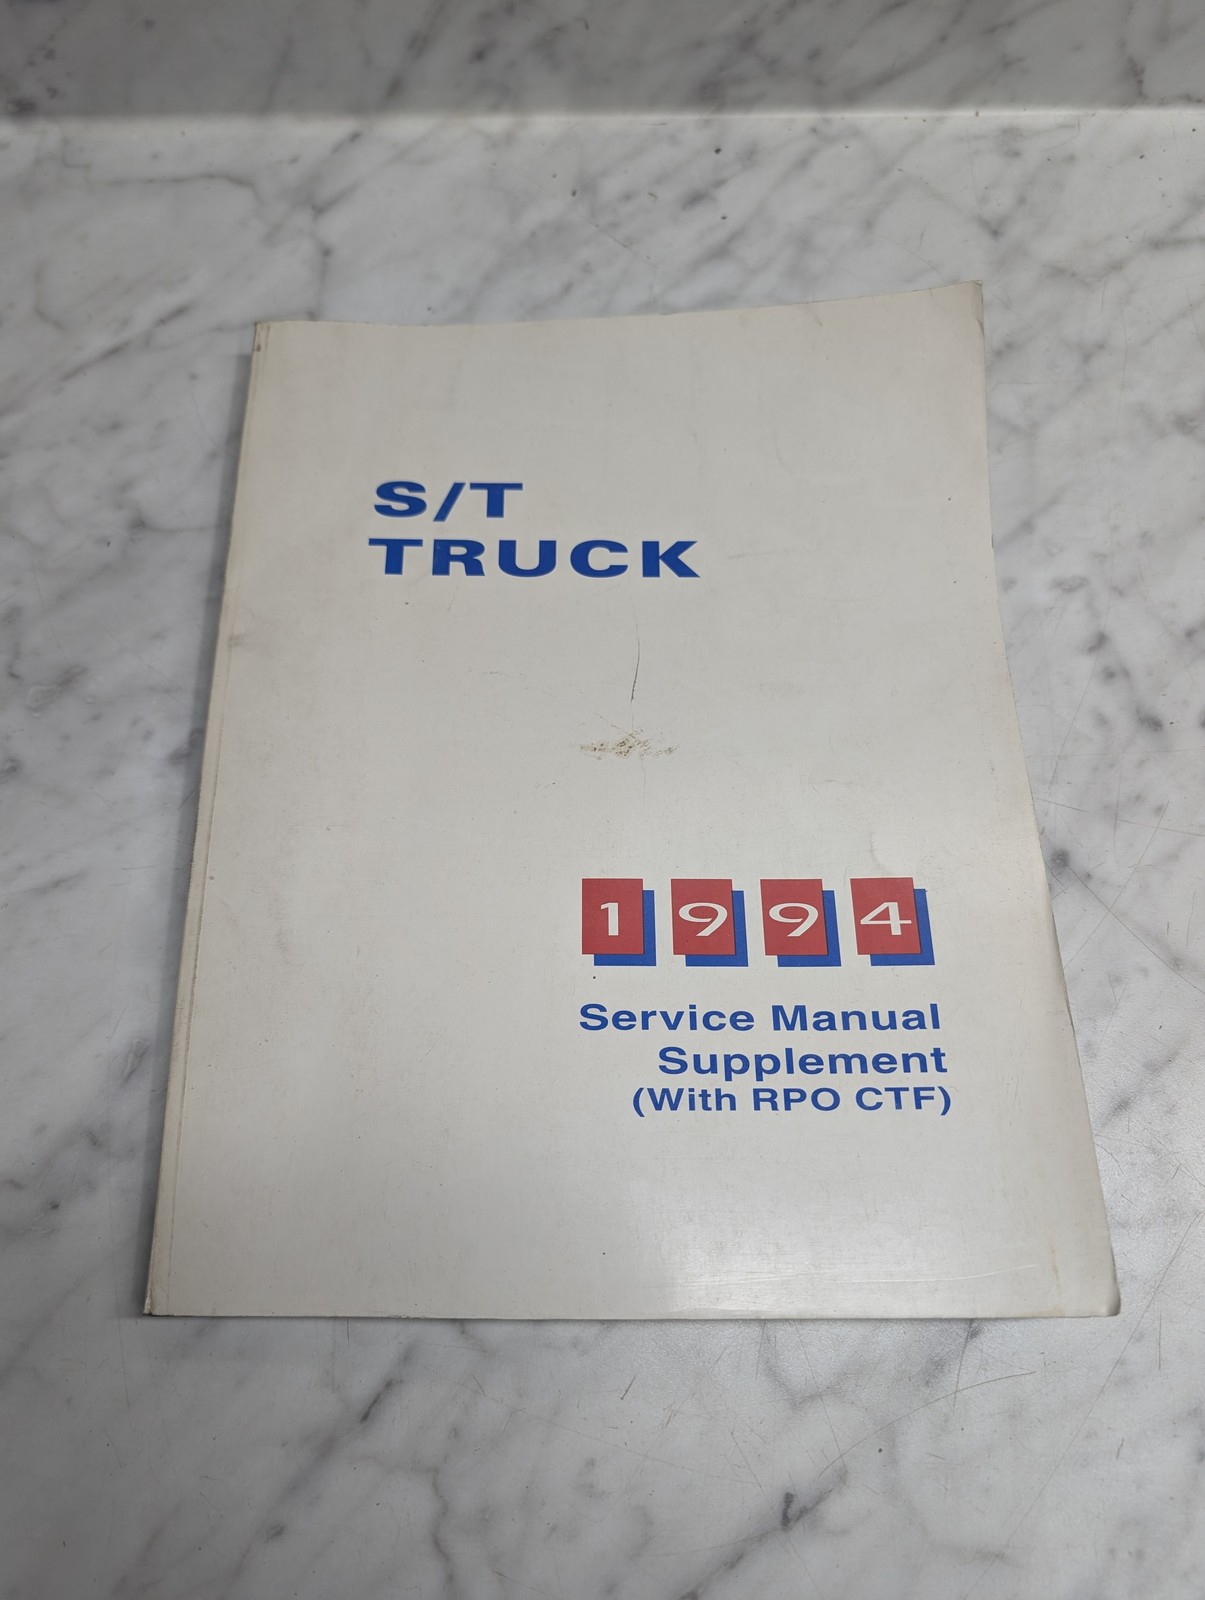 S/T
TRUCK
1994
Service Manual
Supplement
(With RPO CTF)